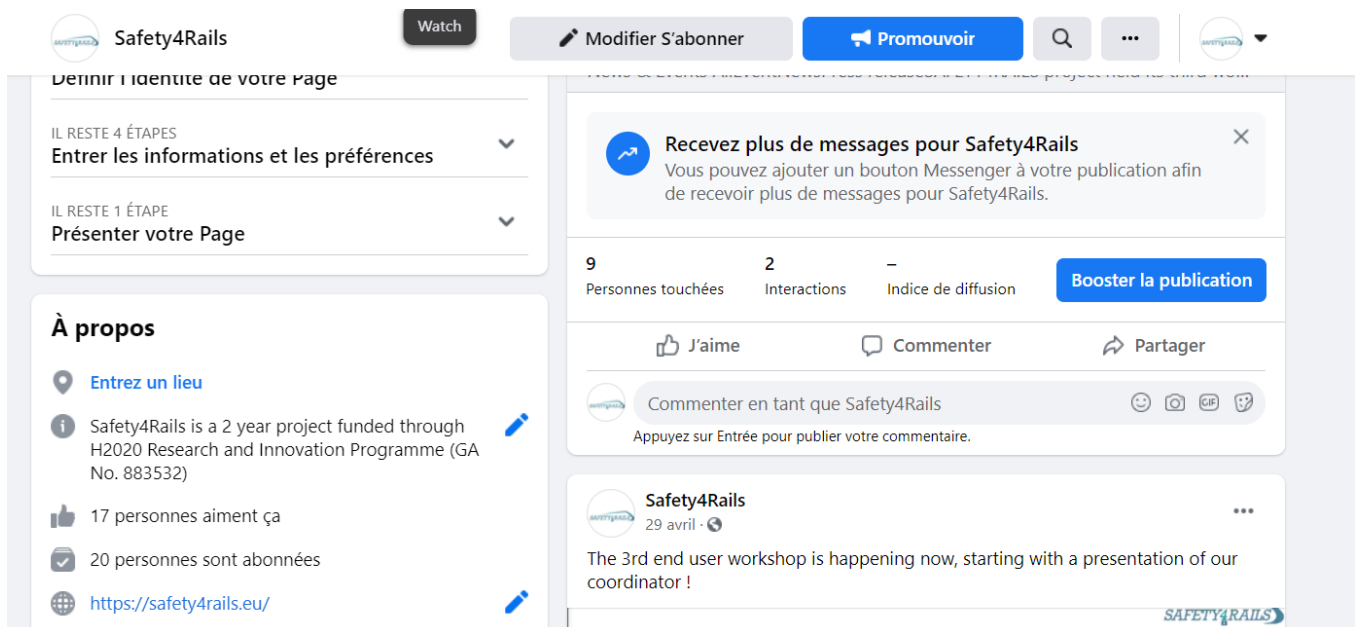 Safety4Rails
Watch
Modifier S'abonner
Promouvoir
Définir l'identité de votre Page
IL RESTE 4 ÉTAPES
Entrer les informations et les préférences
IL RESTE 1 ÉTAPE
Présenter votre Page
À propos
Entrez un lieu
Safety4Rails is a 2 year project funded through
H2020 Research and Innovation Programme (GA
No. 883532)
17 personnes aiment ça
20 personnes sont abonnées
https://safety4rails.eu/
Recevez plus de messages pour Safety4Rails
Vous pouvez ajouter un bouton Messenger à votre publication afin
de recevoir plus de messages pour Safety4Rails.
9
Personnes touchées
2
Interactions
–
Indice de diffusion
Booster la publication
J'aime
Commenter
Partager
Commenter en tant que Safety4Rails
GIF
Appuyez sur Entrée pour publier votre commentaire.
Safety4Rails
29 avril ·
The 3rd end user workshop is happening now, starting with a presentation of our
coordinator !
SAFETY4RAILS